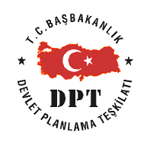 T.C. BAŞBAKANLIK
DPT
DEVLET PLANLAMA TEŞKİLATI